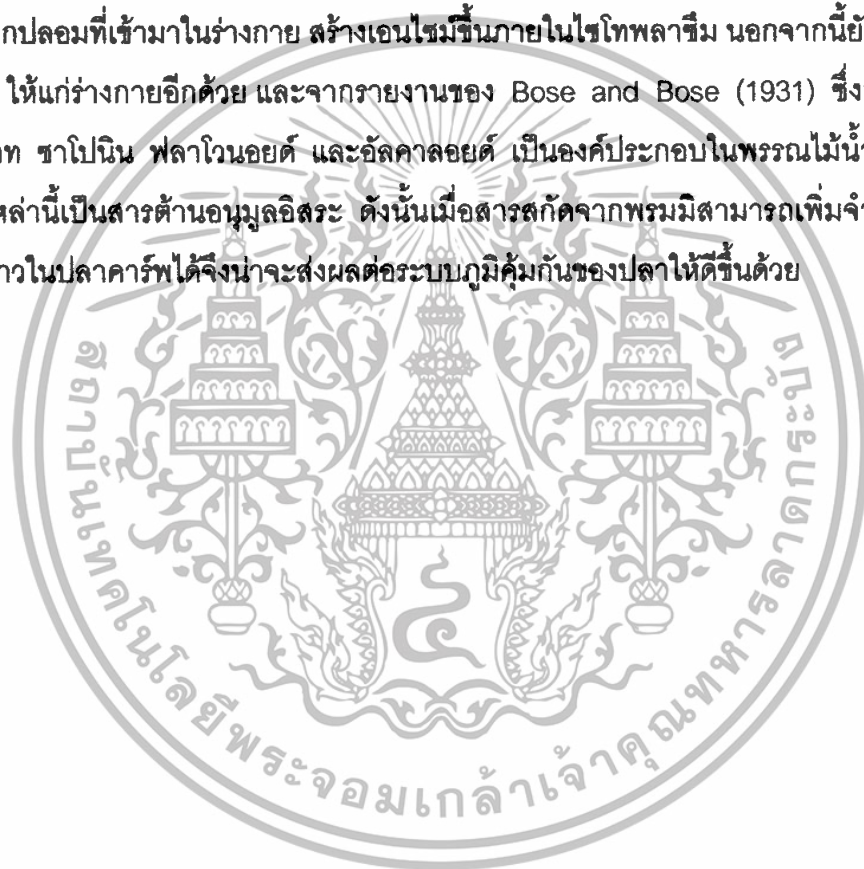 กปลอมที่เข้ามาในร่างกาย สร้างเอนไซม์ขึ้นภายในไซโทพลาซึม นอกจากนี้ยั
ให้แก่ร่างกายอีกด้วย และจากรายงานของ Bose and Bose (1931) ซึ่ง
ท ซาโปนิน ฟลาโวนอยด์ และอัลคาลอยด์ เป็นองค์ประกอบในพรรณไม้น้ำ
หล่านี้เป็นสารต้านอนุมูลอิสระ ดังนั้นเมื่อสารสกัดจากพรมมิสามารถเพิ่มจำ
าวในปลาคาร์พได้จึงน่าจะส่งผลต่อระบบภูมิคุ้มกันของปลาให้ดีขึ้นด้วย
สถาบันเทคโนโลยีพระจอมเกล้าเจ้าคุณทหารลาดกระบัง